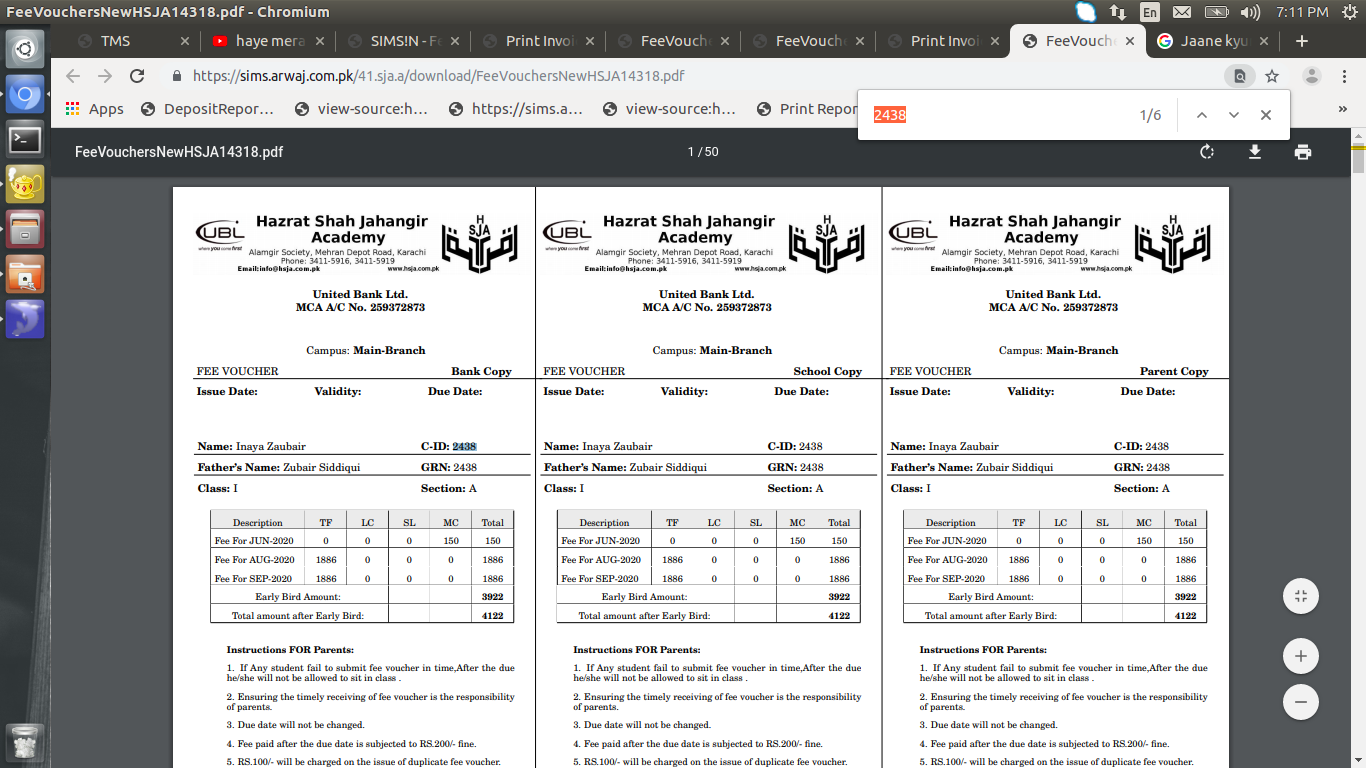 FeeVouchersNewHSJA14318.pdf - Chromium
En
7:11 PM
TMS
haye mera
SIMS!N - Fe
Print Invoi
FeeVouch
FeeVouch
Print Invoi
FeeVouch
Jaane kyu
https://sims.arwaj.com.pk/41.sja.a/download/FeeVouchersNewHSJA14318.pdf
Apps
DepositRepor...
view-source:h...
https://sims.a...
view-source:h...
Print Repor
2438
1/6
FeeVouchersNewHSJA14318.pdf
1 / 50
UBL
where you come first
Hazrat Shah Jahangir
Academy
Alamgir Society, Mehran Depot Road, Karachi
Phone: 3411-5916, 3411-5919
Email:info@hsja.com.pk www.hsja.com.pk
H
SJA
United Bank Ltd.
MCA A/C No. 259372873
Campus: Main-Branch
FEE VOUCHER Bank Copy
Issue Date: Validity: Due Date:
Name: Inaya Zaubair C-ID: 2438
Father's Name: Zubair Siddiqui GRN: 2438
Class: I Section: A
Description TF LC SL MC Total
Fee For JUN-2020 0 0 0 150 150
Fee For AUG-2020 1886 0 0 0 1886
Fee For SEP-2020 1886 0 0 0 1886
Early Bird Amount: 3922
Total amount after Early Bird: 4122
Instructions FOR Parents:
1. If Any student fail to submit fee voucher in time,After the due
he/she will not be allowed to sit in class .
2. Ensuring the timely receiving of fee voucher is the responsibility
of parents.
3. Due date will not be changed.
4. Fee paid after the due date is subjected to RS.200/- fine.
5. RS.100/- will be charged on the issue of duplicate fee voucher.
UBL
where you come first
Hazrat Shah Jahangir
Academy
Alamgir Society, Mehran Depot Road, Karachi
Phone: 3411-5916, 3411-5919
Email:info@hsja.com.pk www.hsja.com.pk
H
SJA
United Bank Ltd.
MCA A/C No. 259372873
Campus: Main-Branch
FEE VOUCHER School Copy
Issue Date: Validity: Due Date:
Name: Inaya Zaubair C-ID: 2438
Father's Name: Zubair Siddiqui GRN: 2438
Class: I Section: A
Description TF LC SL MC Total
Fee For JUN-2020 0 0 0 150 150
Fee For AUG-2020 1886 0 0 0 1886
Fee For SEP-2020 1886 0 0 0 1886
Early Bird Amount: 3922
Total amount after Early Bird: 4122
Instructions FOR Parents:
1. If Any student fail to submit fee voucher in time,After the due
he/she will not be allowed to sit in class .
2. Ensuring the timely receiving of fee voucher is the responsibility
of parents.
3. Due date will not be changed.
4. Fee paid after the due date is subjected to RS.200/- fine.
5. RS.100/- will be charged on the issue of duplicate fee voucher.
UBL
where you come first
Hazrat Shah Jahangir
Academy
Alamgir Society, Mehran Depot Road, Karachi
Phone: 3411-5916, 3411-5919
Email:info@hsja.com.pk www.hsja.com.pk
H
SJA
United Bank Ltd.
MCA A/C No. 259372873
Campus: Main-Branch
FEE VOUCHER Parent Copy
Issue Date: Validity: Due Date:
Name: Inaya Zaubair C-ID: 2438
Father's Name: Zubair Siddiqui GRN: 2438
Class: I Section: A
Description TF LC SL MC Total
Fee For JUN-2020 0 0 0 150 150
Fee For AUG-2020 1886 0 0 0 1886
Fee For SEP-2020 1886 0 0 0 1886
Early Bird Amount: 3922
Total amount after Early Bird: 4122
Instructions FOR Parents:
1. If Any student fail to submit fee voucher in time,After the due
he/she will not be allowed to sit in class .
2. Ensuring the timely receiving of fee voucher is the responsibility
of parents.
3. Due date will not be changed.
4. Fee paid after the due date is subjected to RS.200/- fine.
5. RS.100/- will be charged on the issue of duplicate fee voucher.